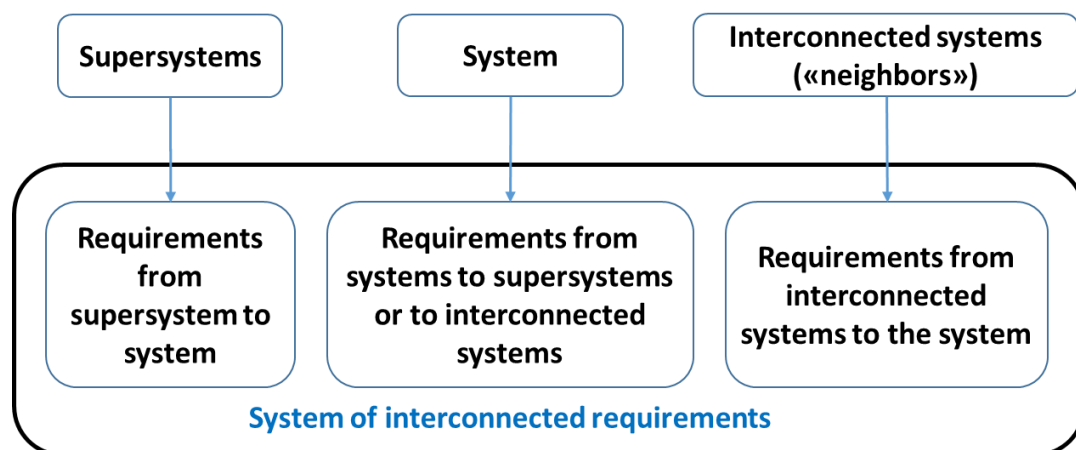 Supersystems
System
Interconnected systems
(«neighbors»)
Requirements
from
supersystem to
system
Requirements from
systems to supersystems
or to interconnected
systems
Requirements from
interconnected
systems to the system
System of interconnected requirements